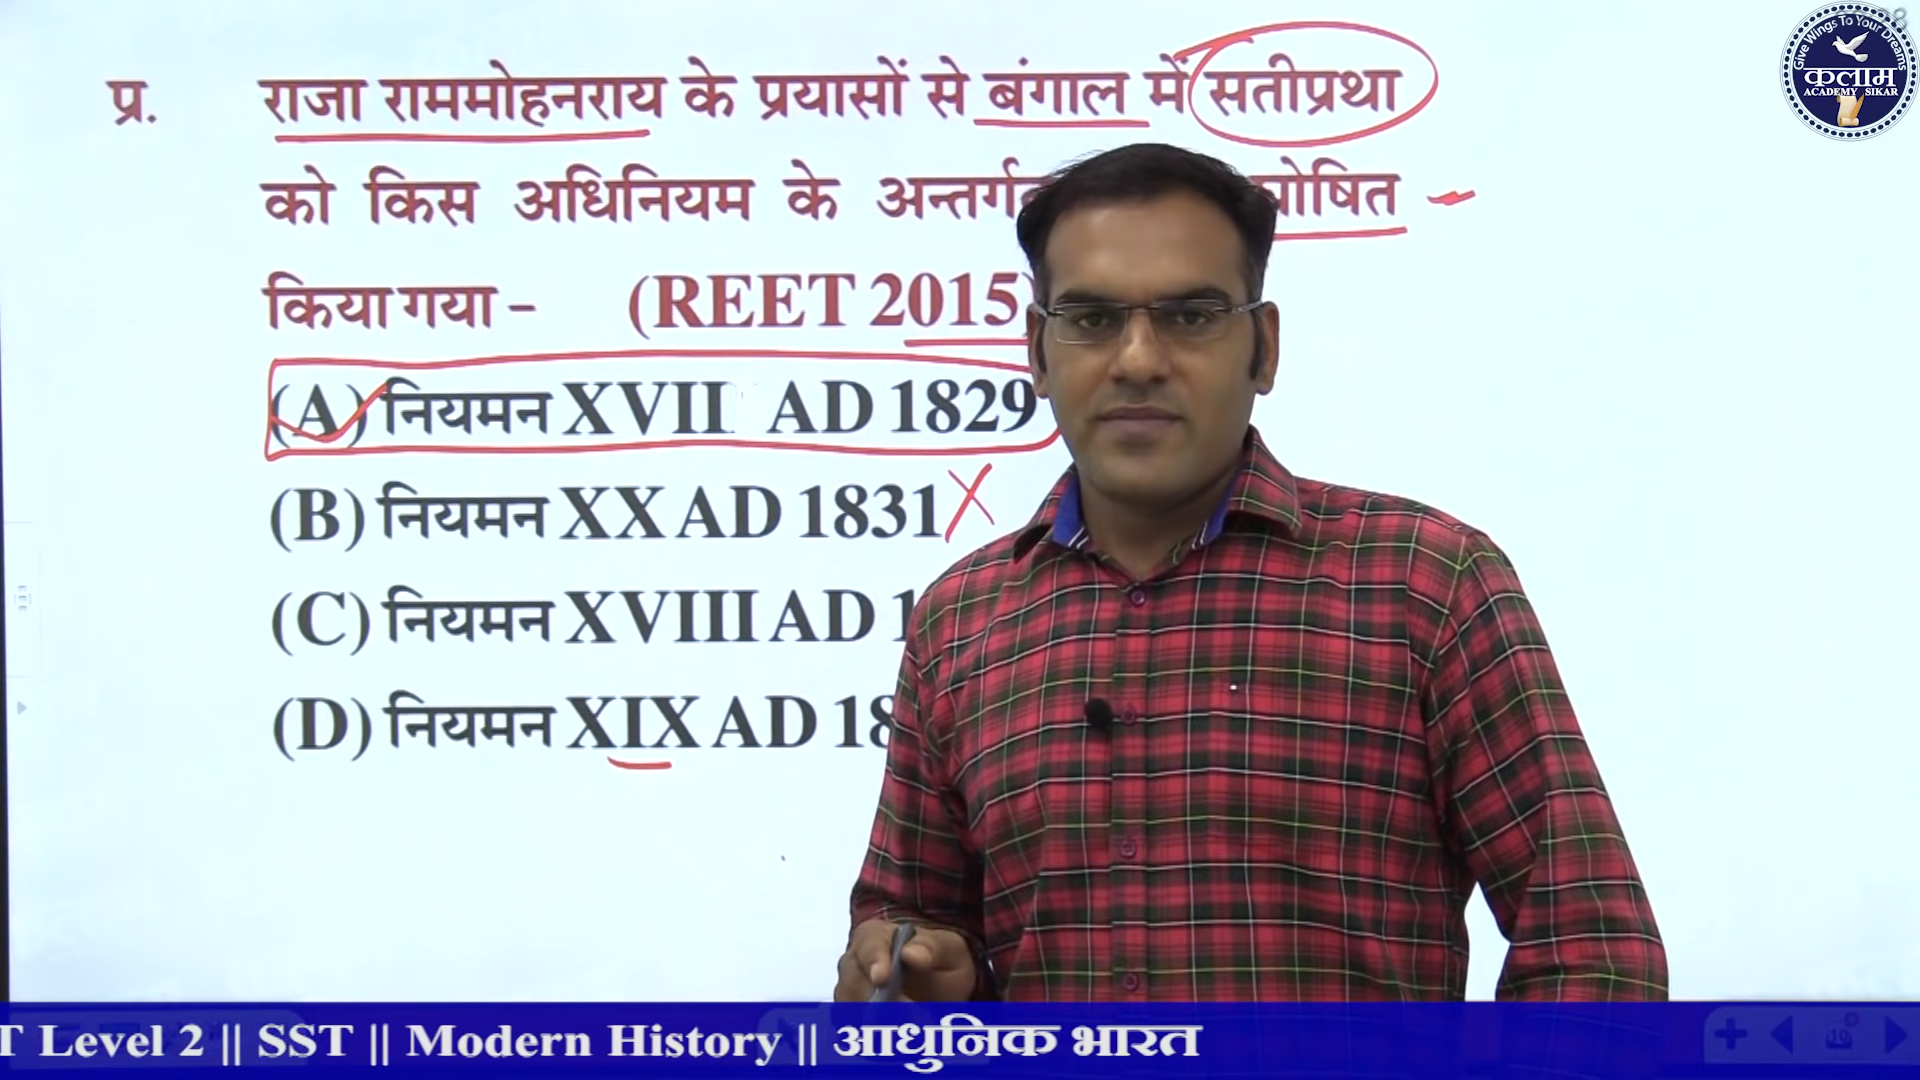 Give Wings To Your Dreams
कलाम
ACADEMY SIKAR
प्र. राजा राममोहनराय के प्रयासों से बंगाल में सतीप्रथा
को किस अधिनियम के घोषित
किया गया - (REET 2015)
(A) नियमन XVII AD 1829
(B) नियमन XX AD 1831
(C) नियमन XVIII AD 1
(D) नियमन XIX AD 18
T Level 2 || SST || Modern History || आधुनिक भारत